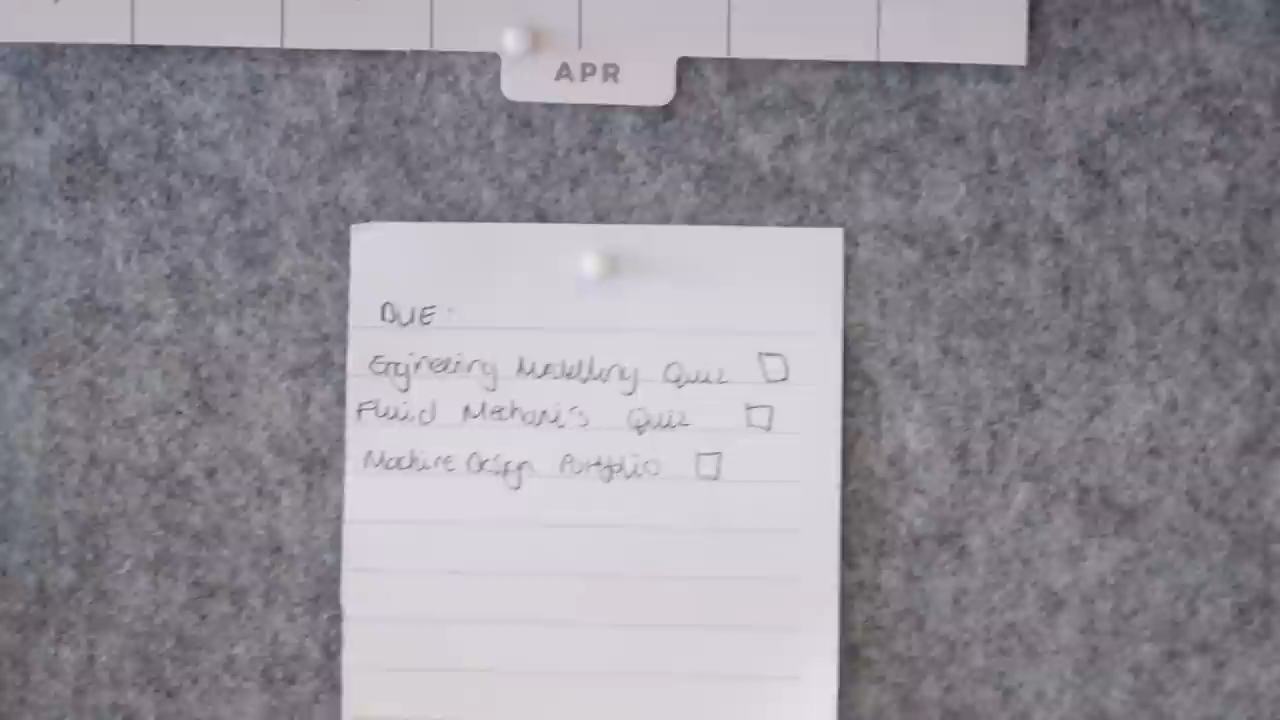 APR
DUE:
Engineering Modelling Quiz
Fluid Mechanics Quiz
Machine Design Portfolio